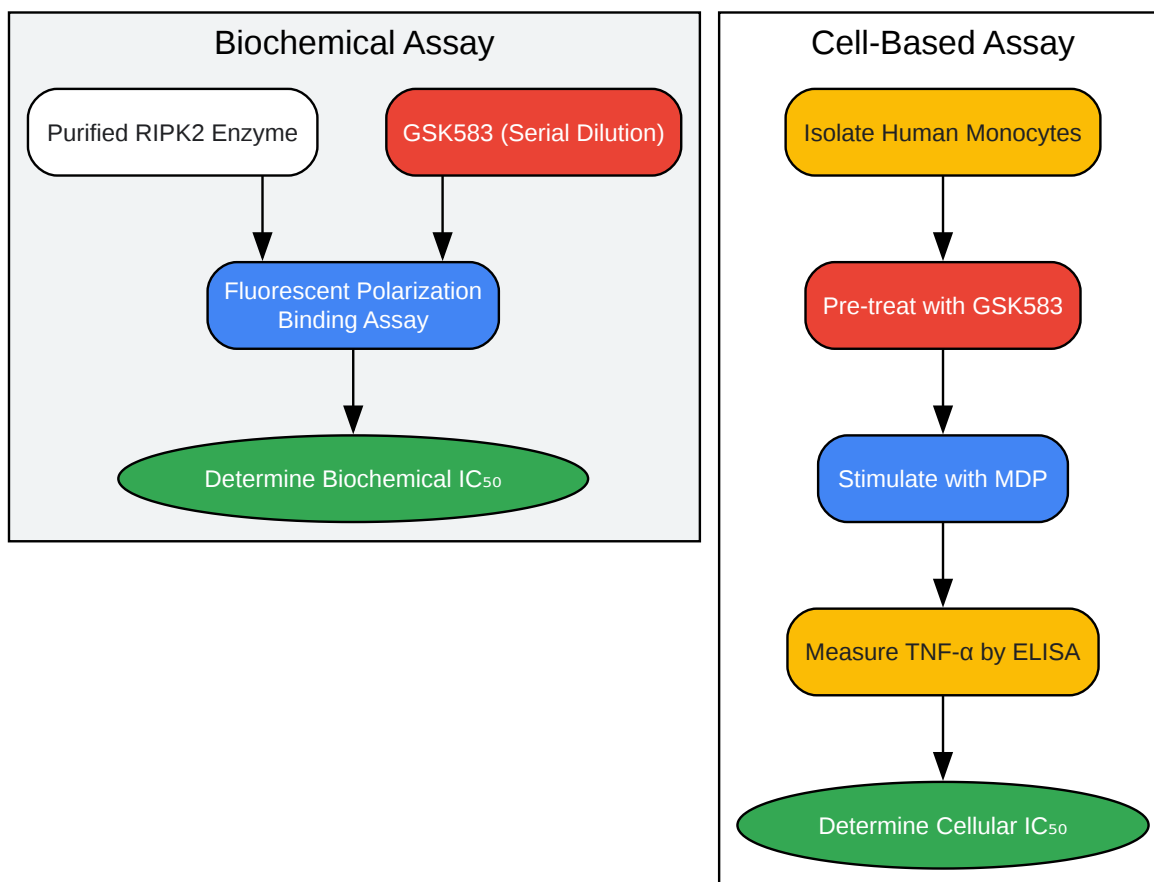 Biochemical Assay
Purified RIPK2 Enzyme
GSK583 (Serial Dilution)
Fluorescent Polarization
Binding Assay
Determine Biochemical IC₅₀
Cell-Based Assay
Isolate Human Monocytes
Pre-treat with GSK583
Stimulate with MDP
Measure TNF-α by ELISA
Determine Cellular IC₅₀